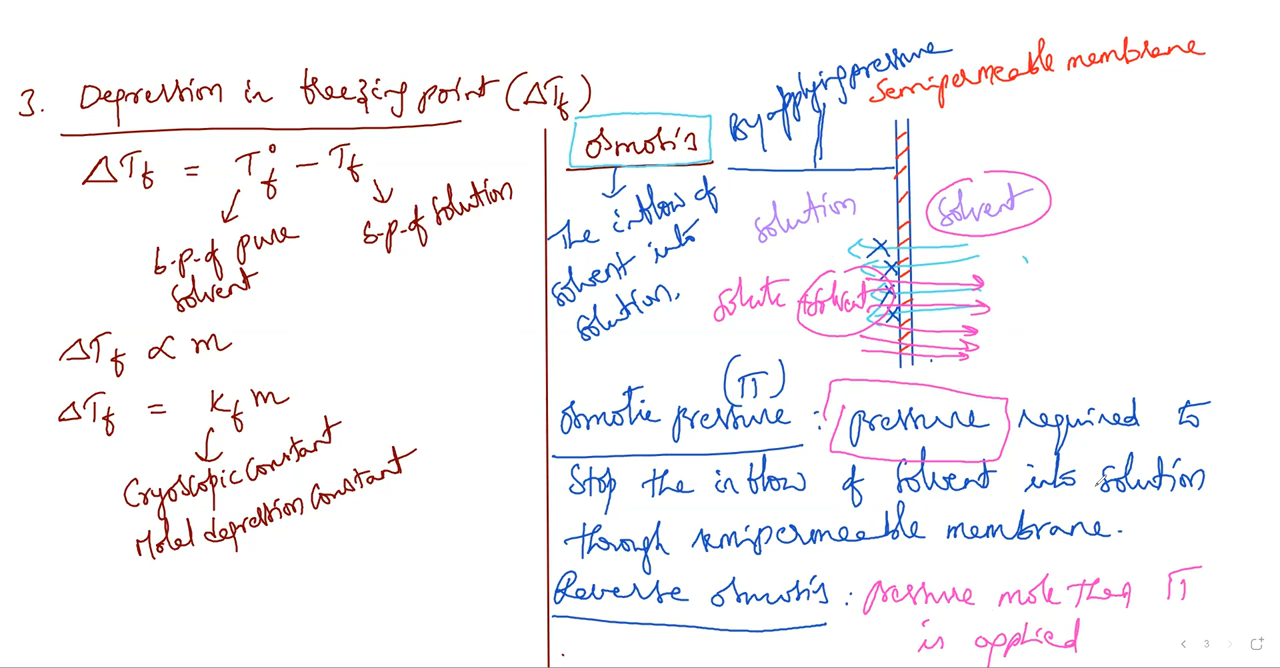 3. Depression in freezing point (ΔTf)
ΔTf = T°f – Tf
f.p. of pure
solvent
f.p. of solution
ΔTf ∝ m
ΔTf = Kf m
Cryoscopic Constant
Molal depression Constant
Osmosis
The inflow of
solvent into
solution.
By applying pressure
Semipermeable membrane
solution
solvent
solute + solvent
(π)
Osmotic pressure : pressure required to
stop the inflow of solvent into solution
through semipermeable membrane.
Reverse osmosis : pressure more than π
is applied
3